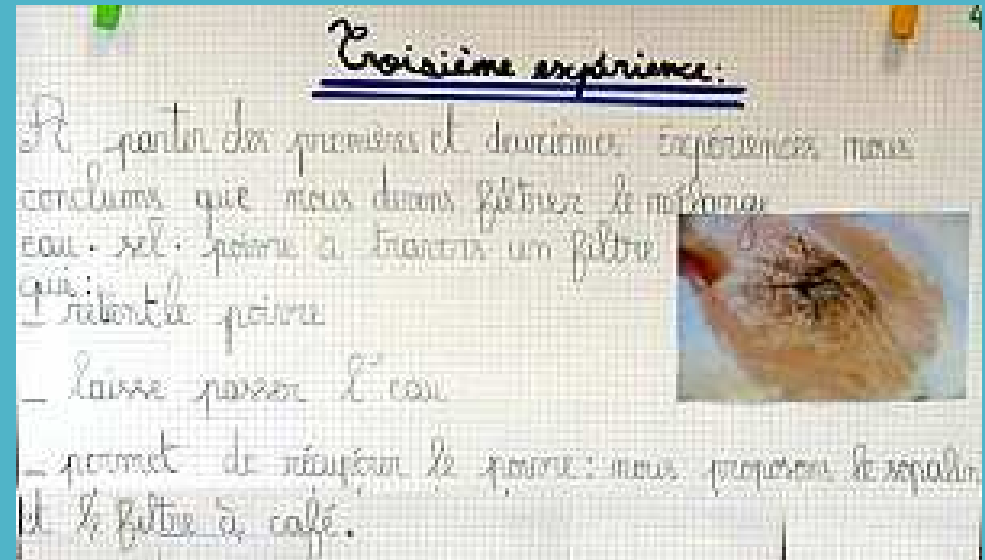 Troisième expérience:
A partir des premières et deuxièmes expériences nous
concluons que nous devons filtrer le mélange
eau. sel. poivre à travers un filtre
qui:
_ retient le poivre
_ laisse passer l'eau
_ permet de récupérer le poivre: nous proposons le sopalin
et le filtre à café.